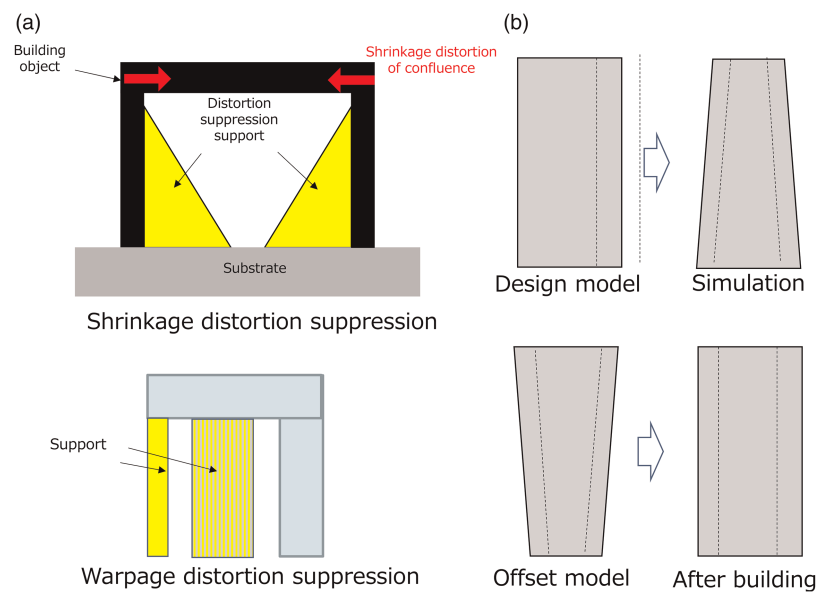 (a)
Building
object
Shrinkage distortion
of confluence
Distortion
suppression
support
Substrate
Shrinkage distortion suppression
Support
Warpage distortion suppression
(b)
Design model
Simulation
Offset model
After building